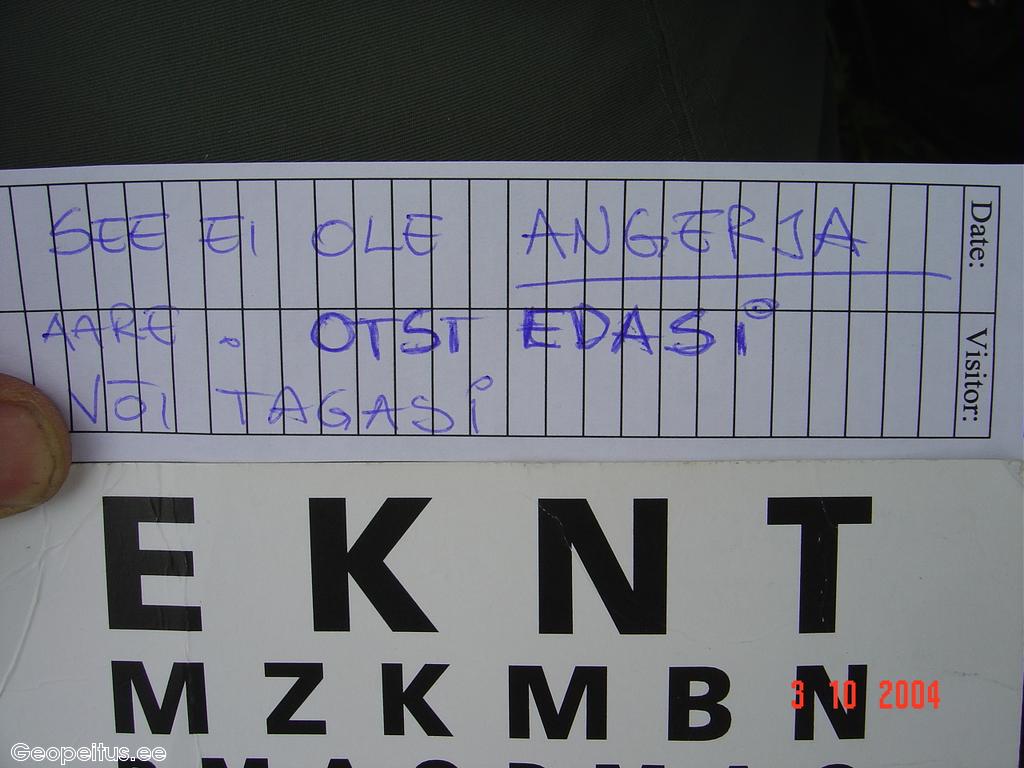 SEE EI OLE ANGERJA
AARE. OTSI EDASI
VÕI TAGASI
Date:
Visitor:
E K N T
M Z K M B N
3 10 2004
Geopeitus.ee